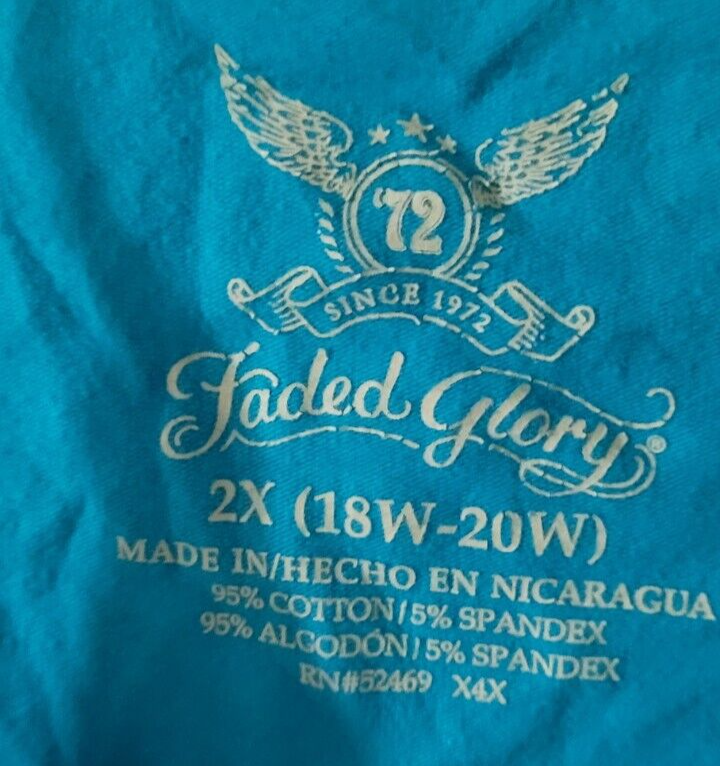 '72
SINCE 1972
Faded Glory®
2X (18W-20W)
MADE IN/HECHO EN NICARAGUA
95% COTTON/5% SPANDEX
95% ALGODÓN/5% SPANDEX
RN#52469 X4X